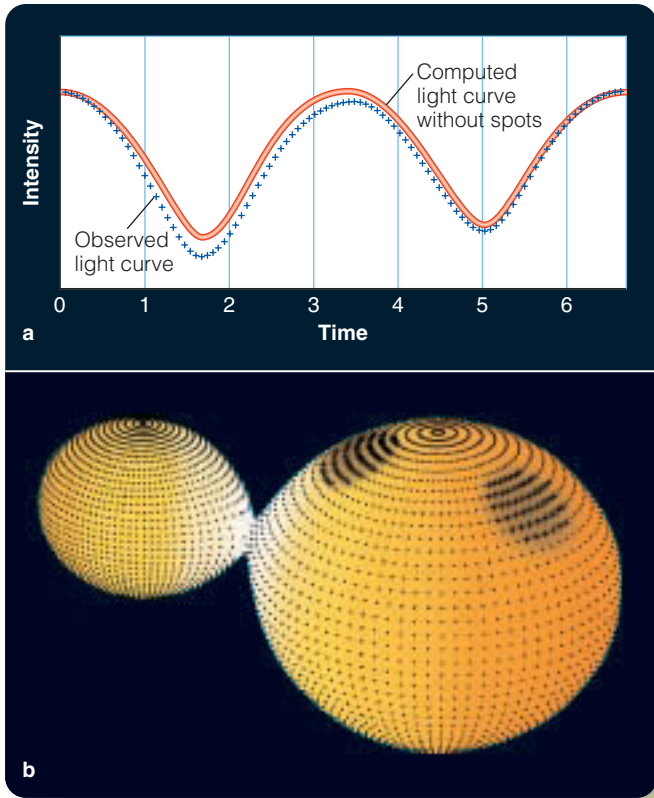 Intensity
Computed
light curve
without spots
Observed
light curve
0 1 2 3 4 5 6
a
Time
b